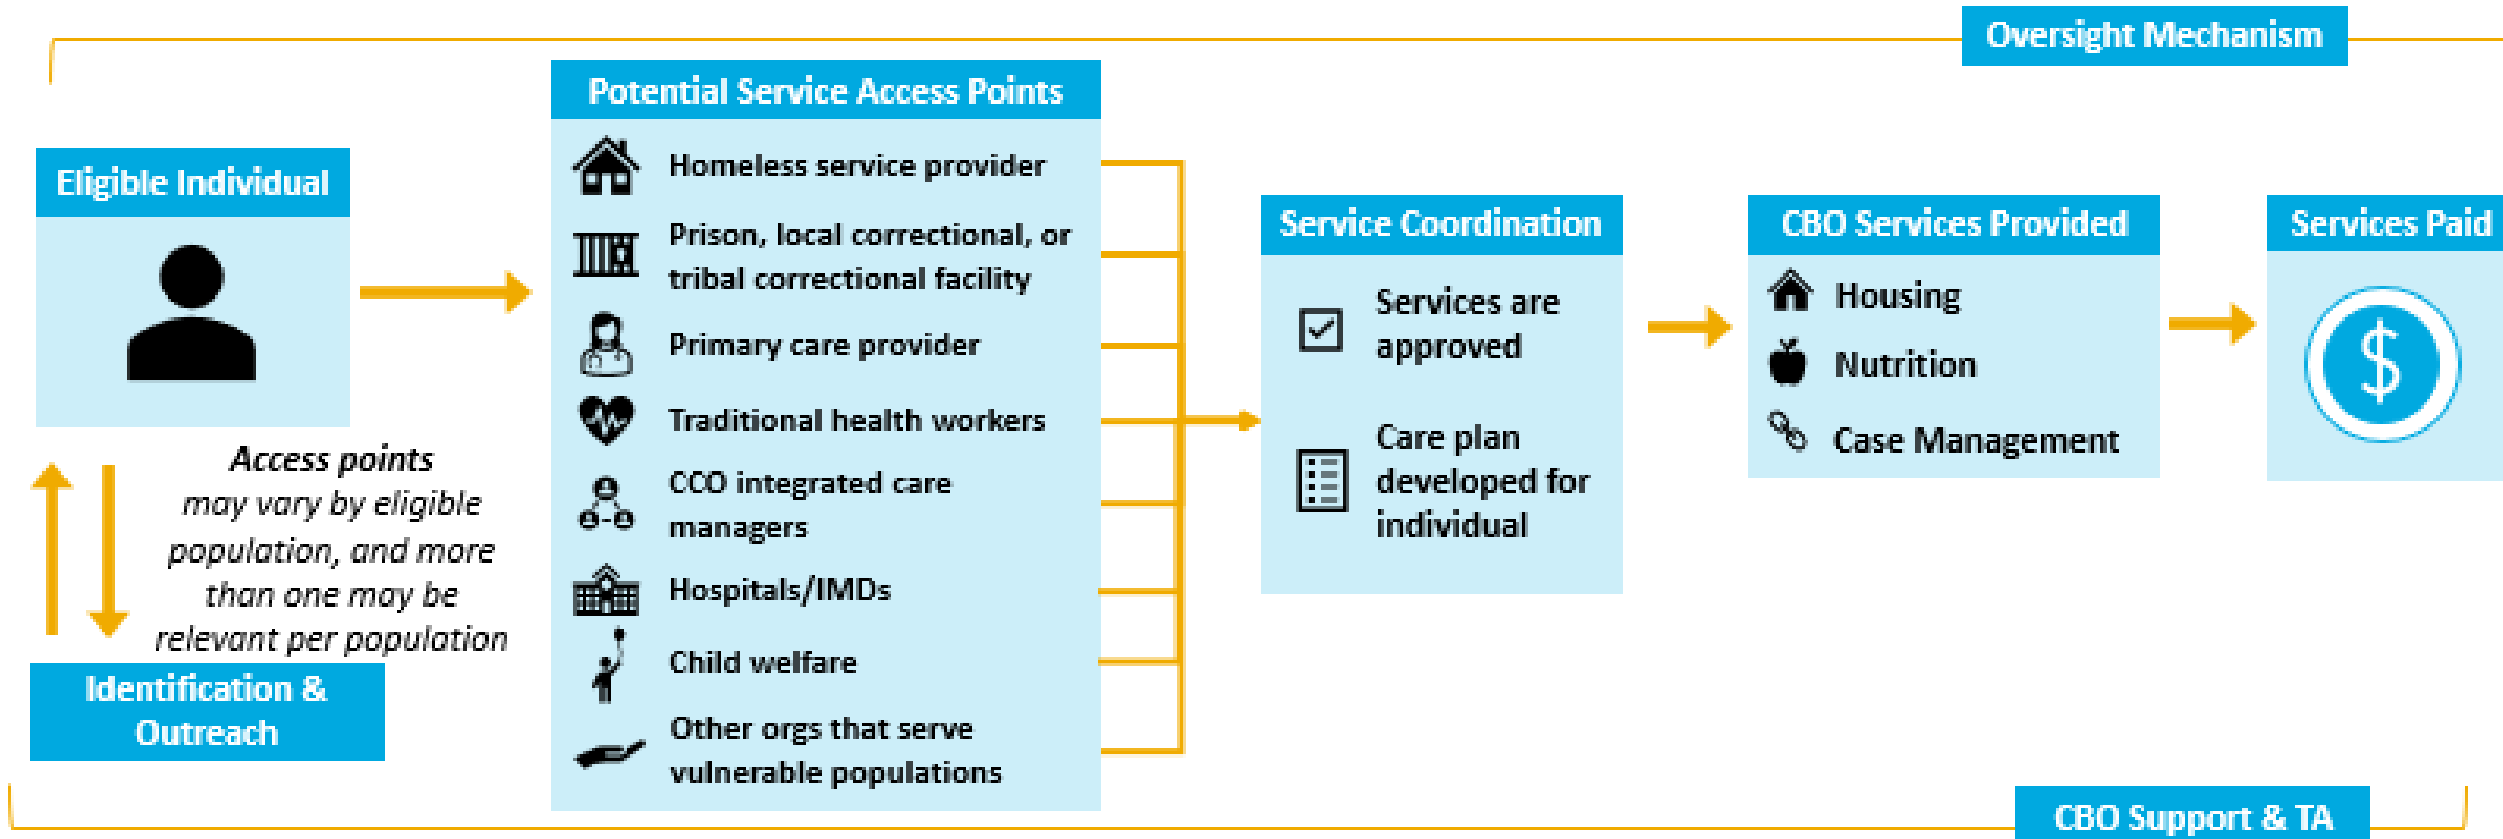 Oversight Mechanism
Eligible Individual
Access points
may vary by eligible
population, and more
than one may be
relevant per population
Identification &
Outreach
Potential Service Access Points
Homeless service provider
Prison, local correctional, or
tribal correctional facility
Primary care provider
Traditional health workers
CCO integrated care
managers
Hospitals/IMDs
Child welfare
Other orgs that serve
vulnerable populations
Service Coordination
Services are
approved
Care plan
developed for
individual
CBO Services Provided
Housing
Nutrition
Case Management
Services Paid
$
CBO Support & TA